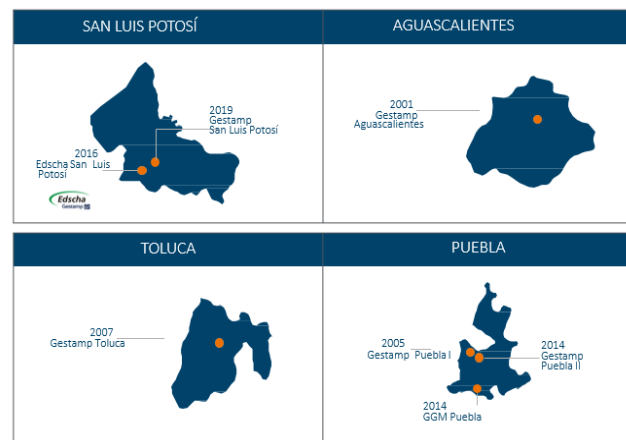 SAN LUIS POTOSÍ
AGUASCALIENTES
2019
Gestamp
San Luis Potosí
2016
Edscha San Luis
Potosí
Edscha
Gestamp
2001
Gestamp
Aguascalientes
TOLUCA
PUEBLA
2007
Gestamp Toluca
2005
Gestamp Puebla I
2014
Gestamp
Puebla II
2014
GGM Puebla